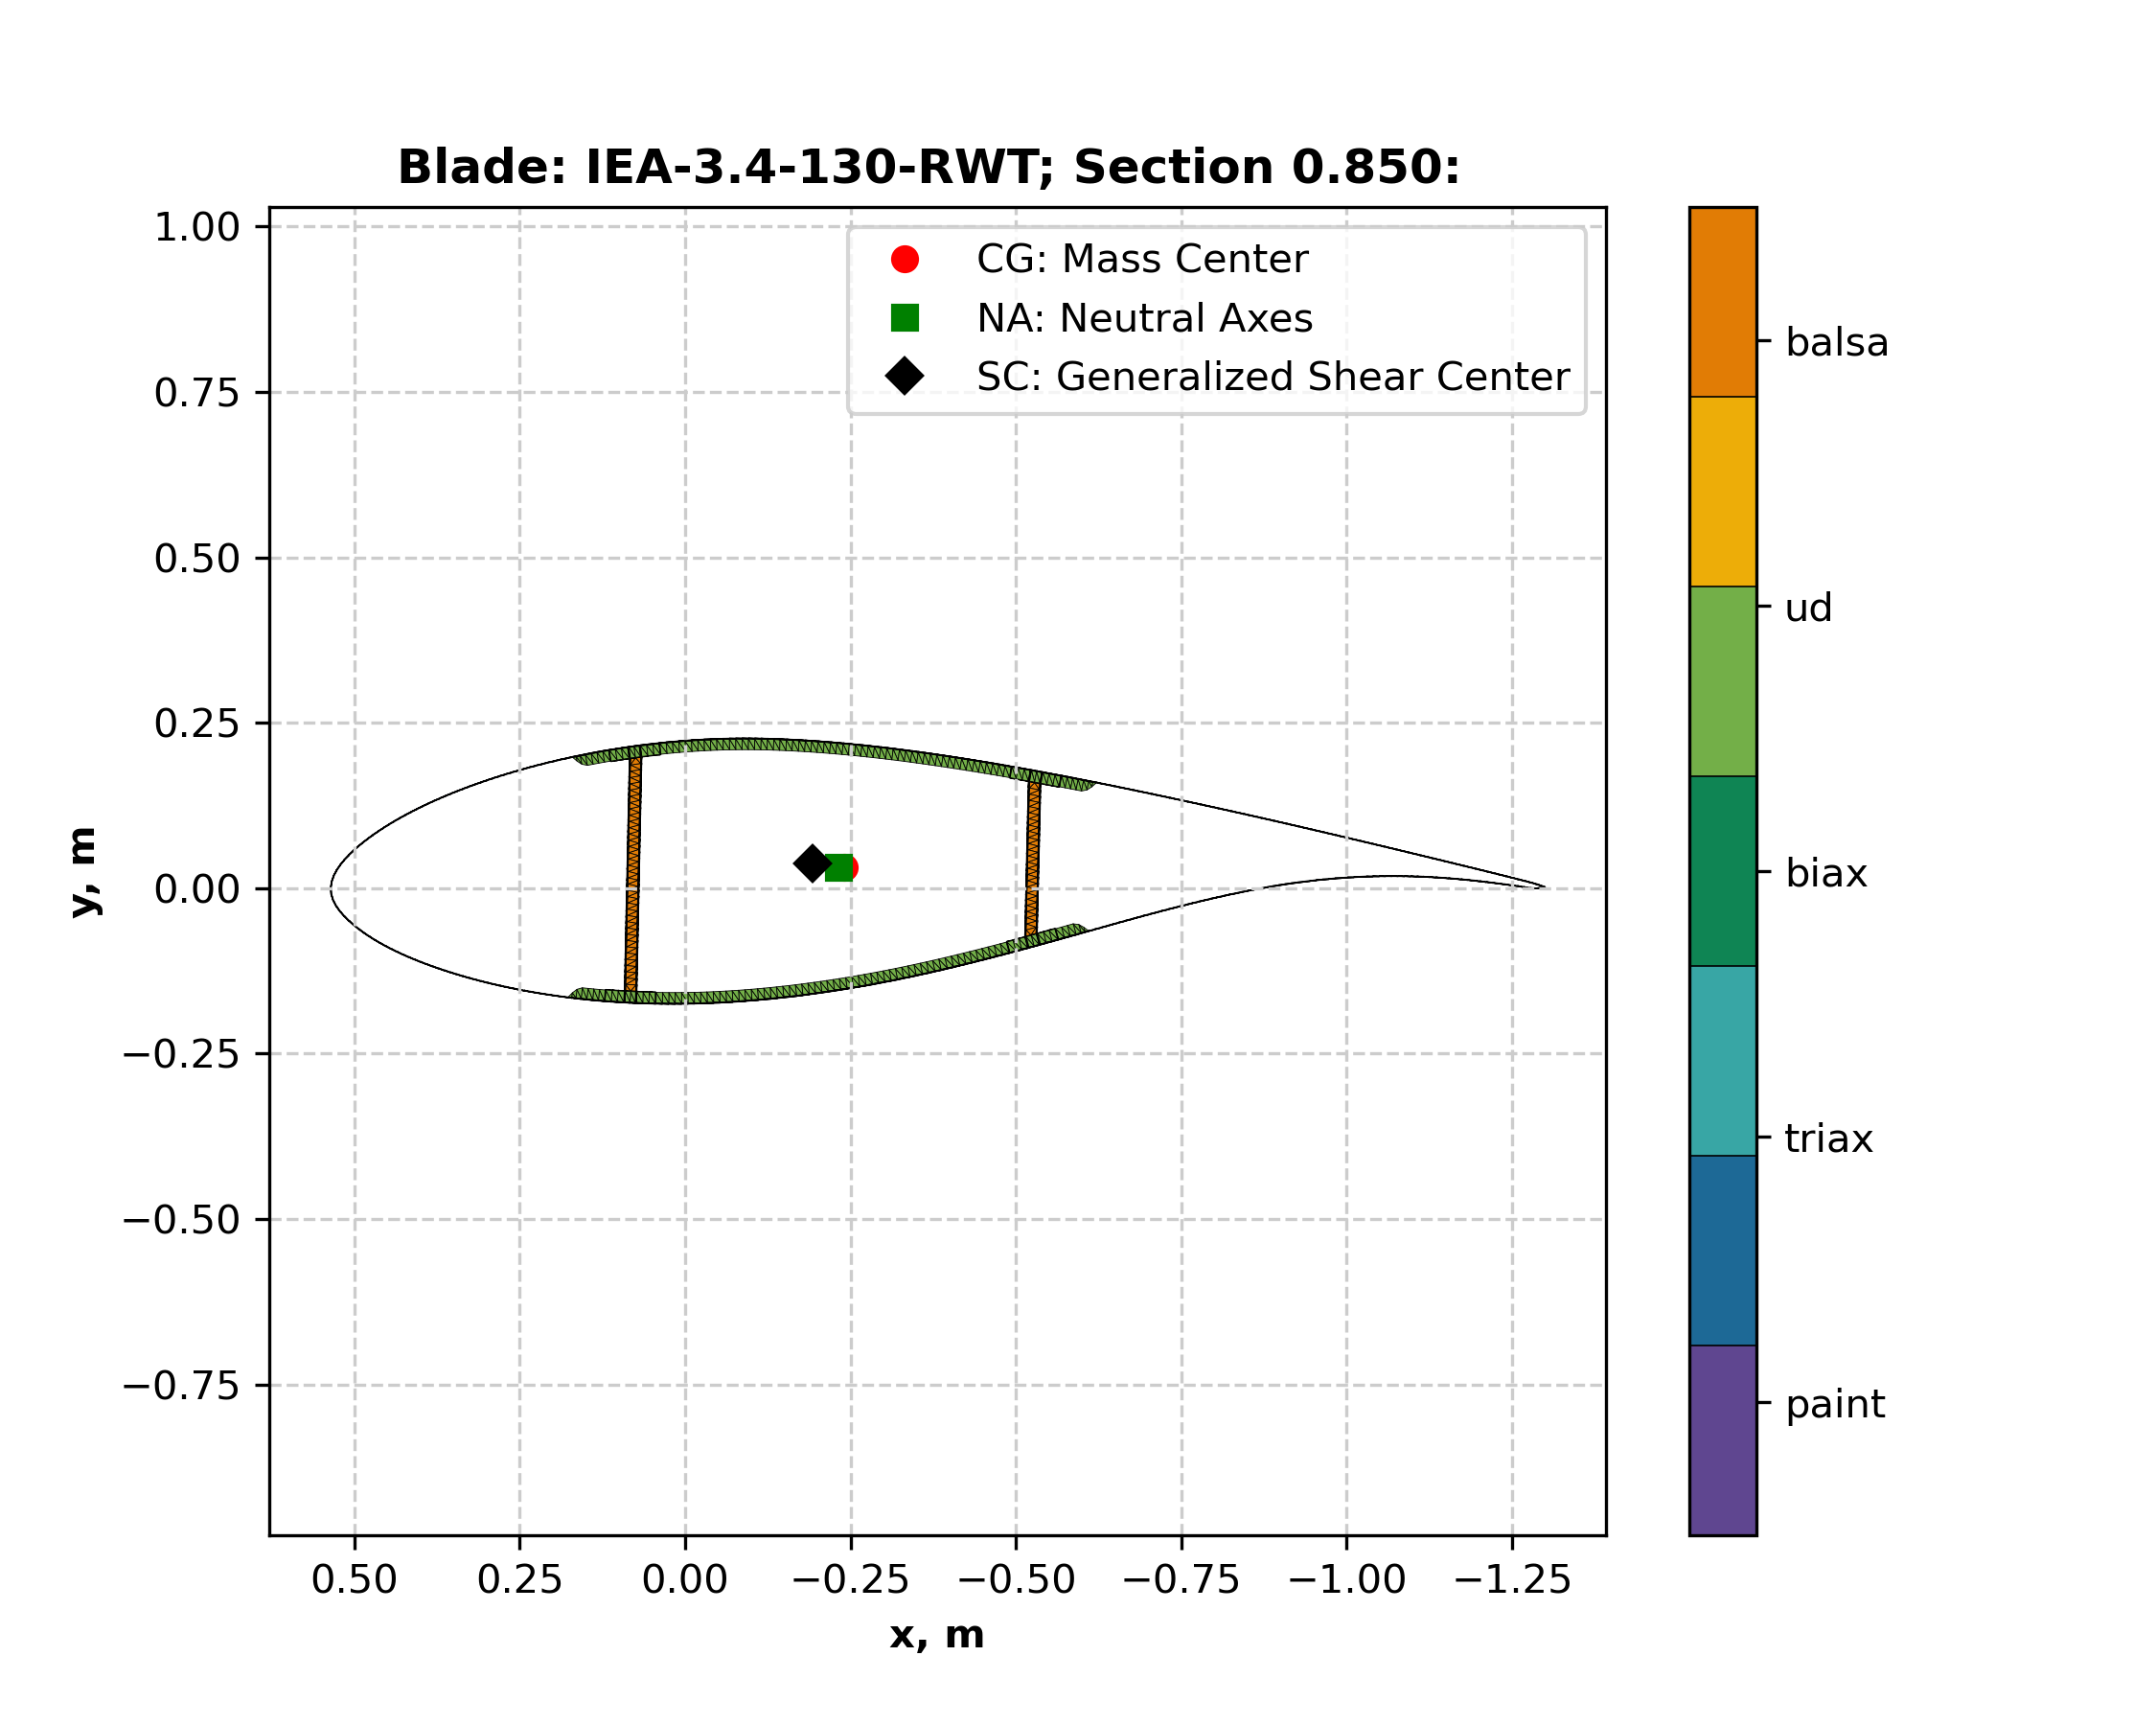 Blade: IEA-3.4-130-RWT; Section 0.850:
CG: Mass Center
NA: Neutral Axes
SC: Generalized Shear Center
1.00
0.75
0.50
0.25
0.00
−0.25
−0.50
−0.75
y, m
0.50 0.25 0.00 −0.25 −0.50 −0.75 −1.00 −1.25
x, m
balsa
ud
biax
triax
paint